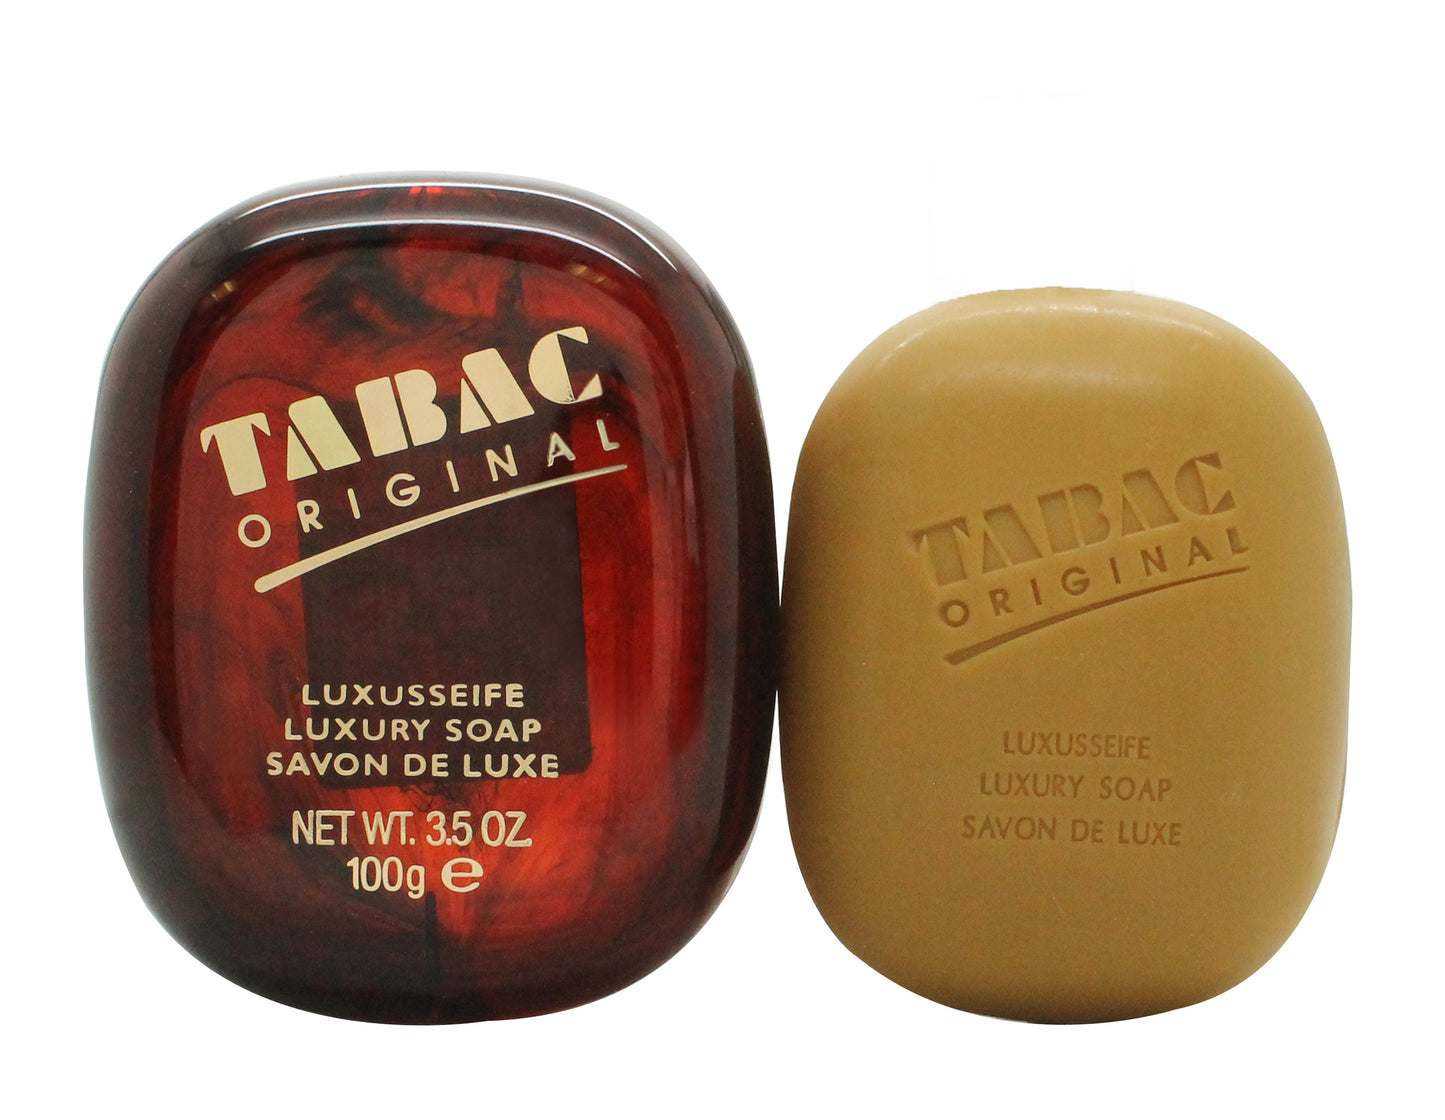 TABAC
ORIGINAL
LUXUSSEIFE
LUXURY SOAP
SAVON DE LUXE
NET WT. 3.5 OZ
100g ℮
TABAC
ORIGINAL
LUXUSSEIFE
LUXURY SOAP
SAVON DE LUXE